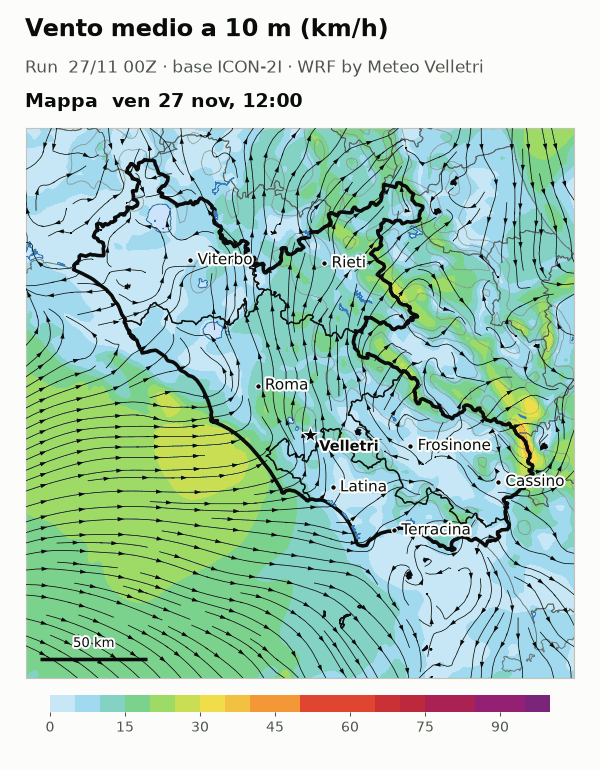 Vento medio a 10 m (km/h)
Run 27/11 00Z · base ICON-2I · WRF by Meteo Velletri
Mappa ven 27 nov, 12:00
Viterbo
Rieti
Roma
Velletri
Frosinone
Cassino
Latina
Terracina
50 km
0 15 30 45 60 75 90